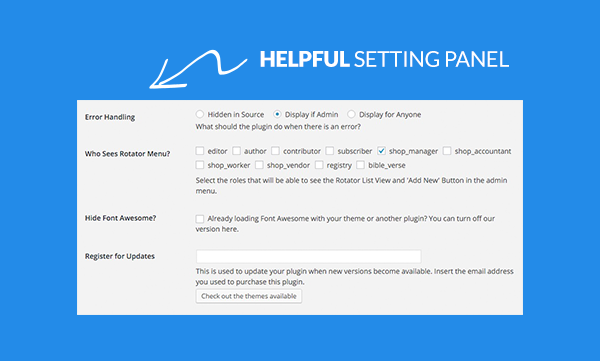 HELPFUL SETTING PANEL
Error Handling
Hidden in Source Display if Admin Display for Anyone
What should the plugin do when there is an error?
Who Sees Rotator Menu?
editor author contributor subscriber shop_manager shop_accountant
shop_worker shop_vendor registry bible_verse
Select the roles that will be able to see the Rotator List View and 'Add New' Button in the admin
menu.
Hide Font Awesome?
Already loading Font Awesome with your theme or another plugin? You can turn off our
version here.
Register for Updates
This is used to update your plugin when new versions become available. Insert the email address
you used to purchase this plugin.
Check out the themes available